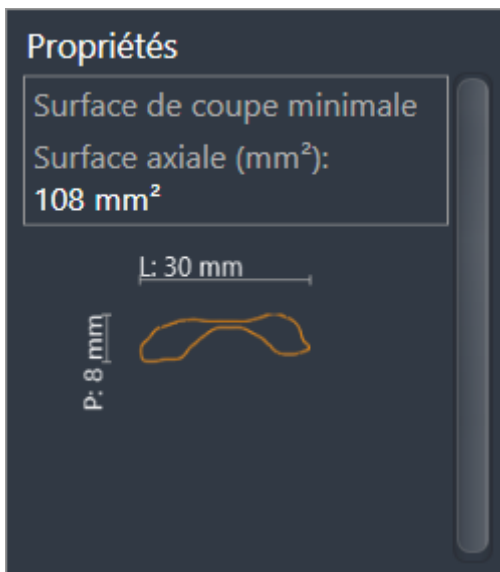 Propriétés
Surface de coupe minimale
Surface axiale (mm²):
108 mm²
L: 30 mm
P: 8 mm